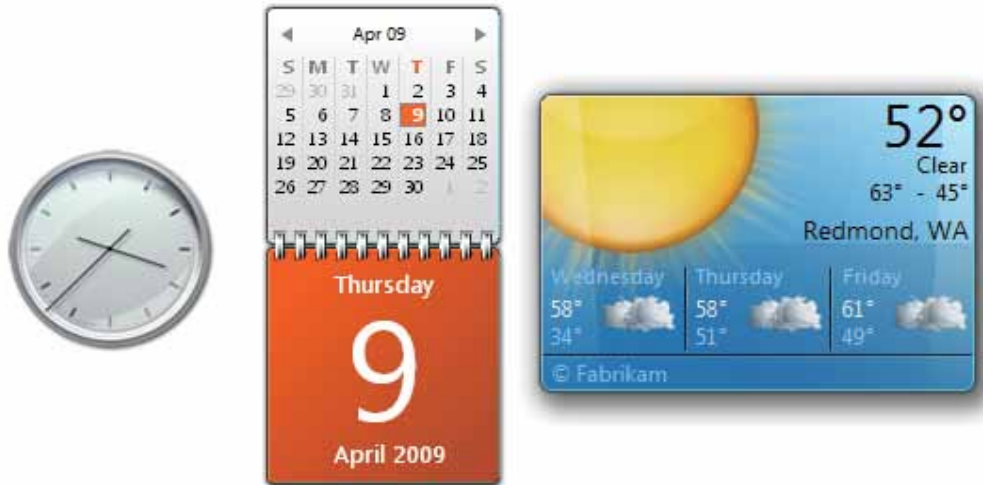 Apr 09
S M T W T F S
29 30 31 1 2 3 4
5 6 7 8 9 10 11
12 13 14 15 16 17 18
19 20 21 22 23 24 25
26 27 28 29 30 1 2
Thursday
9
April 2009
52°
Clear
63° - 45°
Redmond, WA
Wednesday Thursday Friday
58° 58° 61°
34° 51° 49°
© Fabrikam